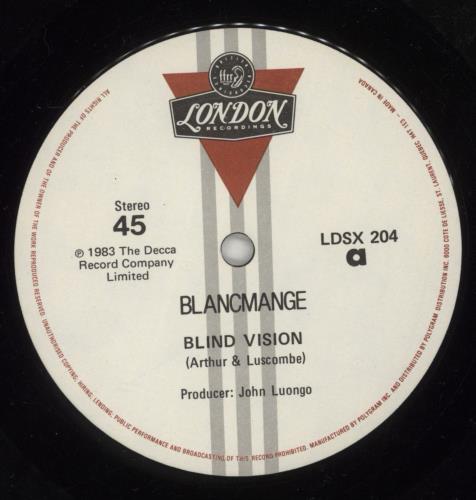 BRITISH
ffrr
LONDON
RECORDINGS
Stereo
45
℗ 1983 The Decca
Record Company
Limited
LDSX 204
a
BLANCMANGE
BLIND VISION
(Arthur & Luscombe)
Producer: John Luongo
ALL RIGHTS OF THE PRODUCER AND OF THE OWNER OF THE WORK REPRODUCED RESERVED. UNAUTHORISED COPYING, HIRING, LENDING, PUBLIC PERFORMANCE AND BROADCASTING OF THIS RECORD PROHIBITED. MANUFACTURED BY POLYGRAM INC. AND DISTRIBUTED BY POLYGRAM DISTRIBUTION INC. 6000 COTE DE LIESSE, ST. LAURENT, QUEBEC H4T 1E3 - MADE IN CANADA